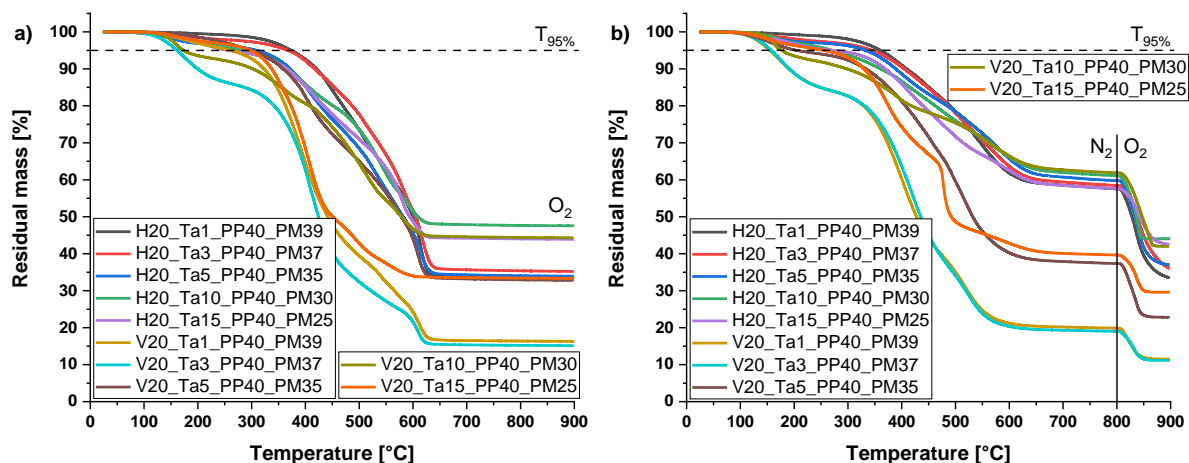 a)
T95%
O2
H20_Ta1_PP40_PM39
H20_Ta3_PP40_PM37
H20_Ta5_PP40_PM35
H20_Ta10_PP40_PM30
H20_Ta15_PP40_PM25
V20_Ta1_PP40_PM39
V20_Ta3_PP40_PM37
V20_Ta5_PP40_PM35
V20_Ta10_PP40_PM30
V20_Ta15_PP40_PM25
Residual mass [%]
100
90
80
70
60
50
40
30
20
10
0
0 100 200 300 400 500 600 700 800 900
Temperature [°C]
b)
T95%
V20_Ta10_PP40_PM30
V20_Ta15_PP40_PM25
N2 O2
H20_Ta1_PP40_PM39
H20_Ta3_PP40_PM37
H20_Ta5_PP40_PM35
H20_Ta10_PP40_PM30
H20_Ta15_PP40_PM25
V20_Ta1_PP40_PM39
V20_Ta3_PP40_PM37
V20_Ta5_PP40_PM35
Residual mass [%]
100
90
80
70
60
50
40
30
20
10
0
0 100 200 300 400 500 600 700 800 900
Temperature [°C]